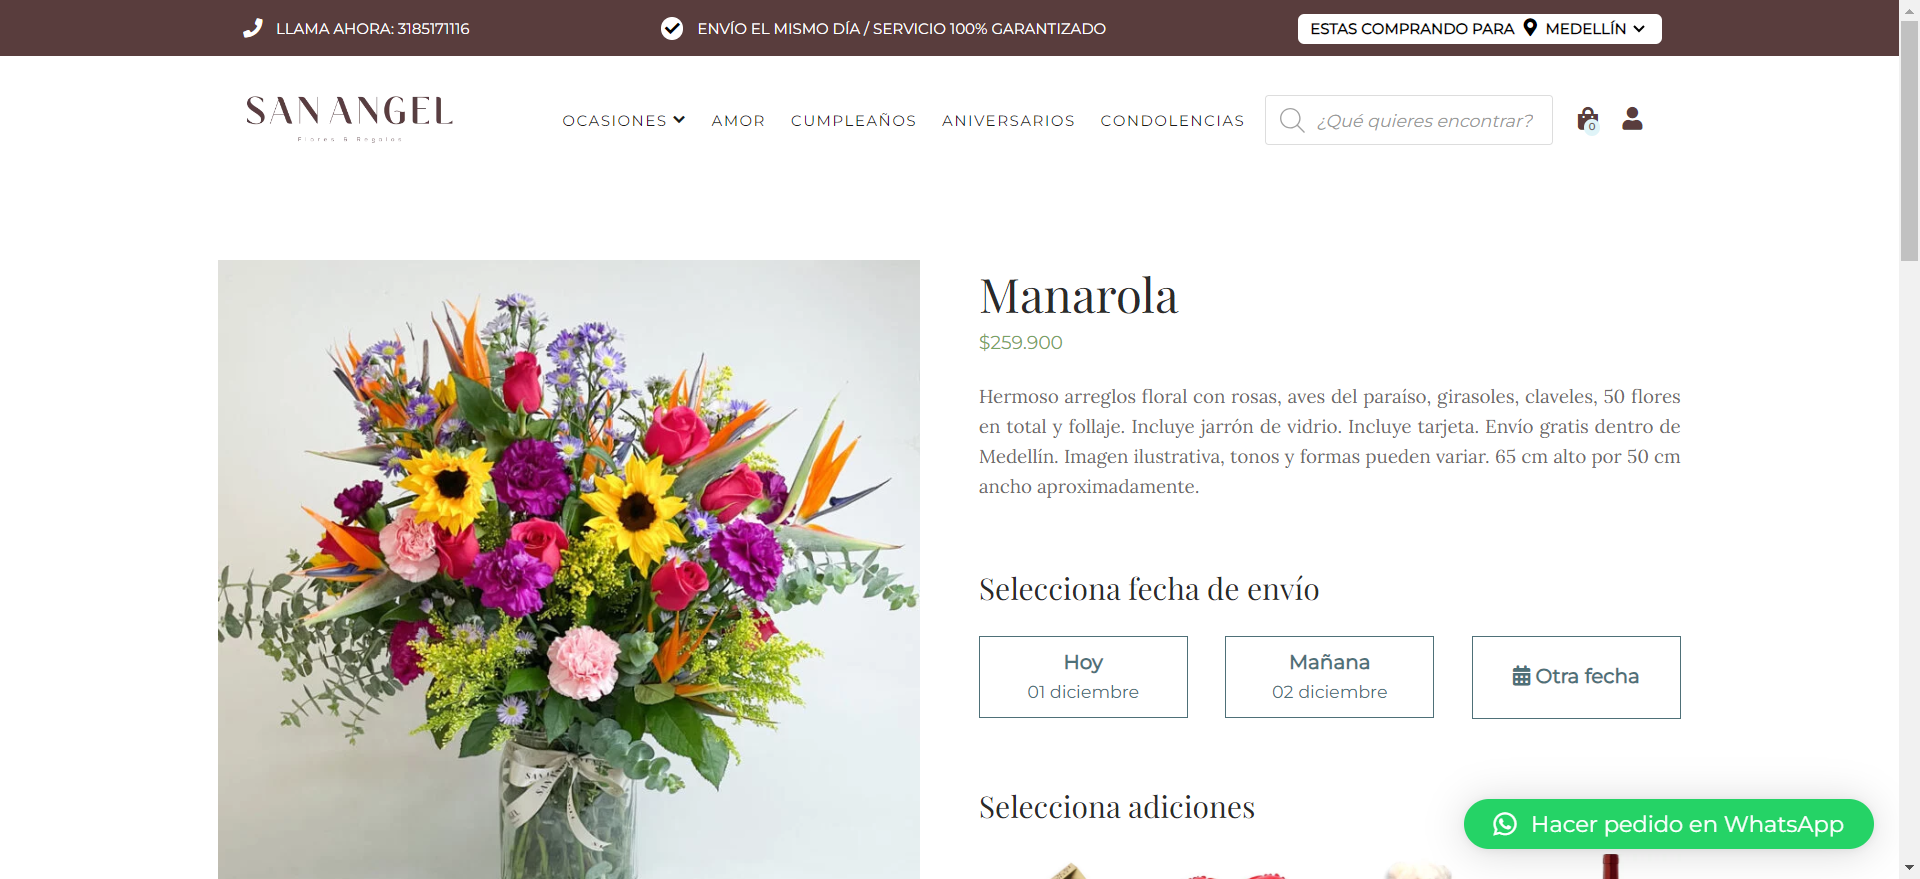 LLAMA AHORA: 3185171116
ENVÍO EL MISMO DÍA / SERVICIO 100% GARANTIZADO
ESTAS COMPRANDO PARA MEDELLÍN
SAN ANGEL
Flores & Regalos
OCASIONES
AMOR
CUMPLEAÑOS
ANIVERSARIOS
CONDOLENCIAS
¿Qué quieres encontrar?
0
Manarola
$259.900
Hermoso arreglos floral con rosas, aves del paraíso, girasoles, claveles, 50 flores
en total y follaje. Incluye jarrón de vidrio. Incluye tarjeta. Envío gratis dentro de
Medellín. Imagen ilustrativa, tonos y formas pueden variar. 65 cm alto por 50 cm
ancho aproximadamente.
Selecciona fecha de envío
Hoy
01 diciembre
Mañana
02 diciembre
Otra fecha
Selecciona adiciones
Hacer pedido en WhatsApp